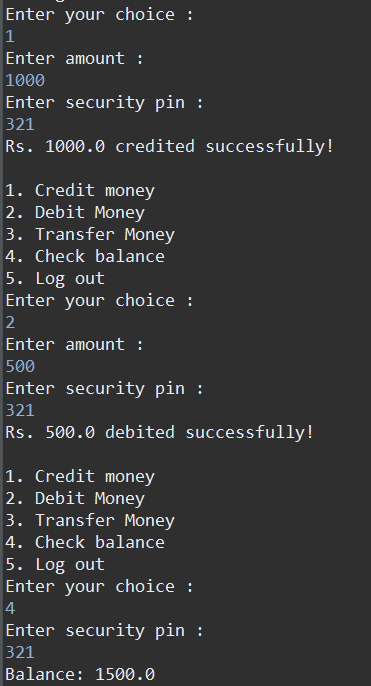 Enter your choice :
1
Enter amount :
1000
Enter security pin :
321
Rs. 1000.0 credited successfully!
1. Credit money
2. Debit Money
3. Transfer Money
4. Check balance
5. Log out
Enter your choice :
2
Enter amount :
500
Enter security pin :
321
Rs. 500.0 debited successfully!
1. Credit money
2. Debit Money
3. Transfer Money
4. Check balance
5. Log out
Enter your choice :
4
Enter security pin :
321
Balance: 1500.0